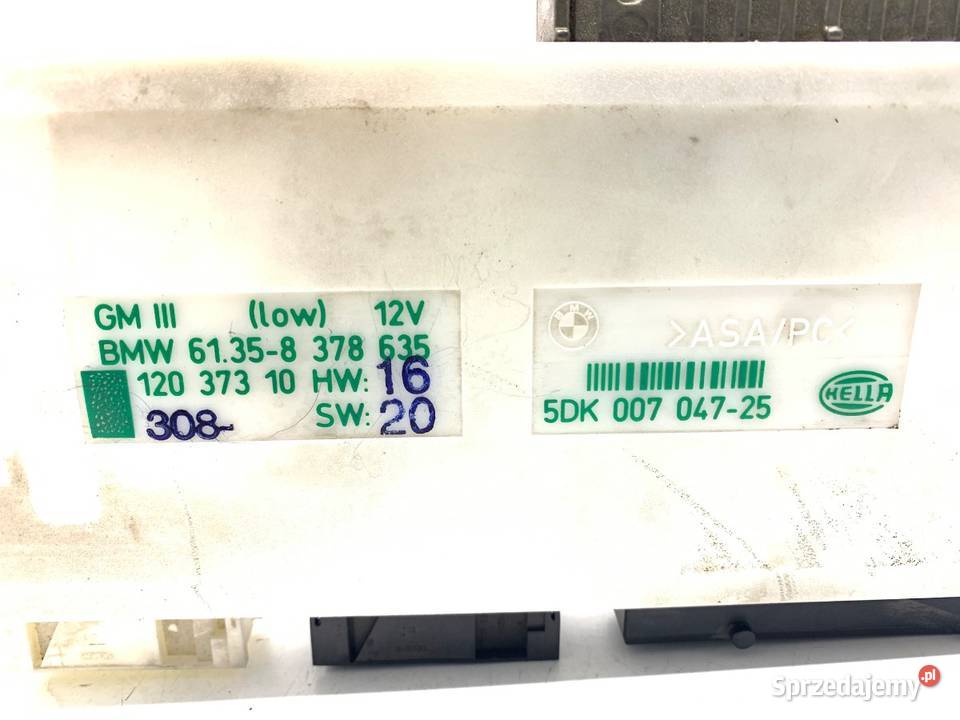 GM III (low) 12V
BMW 61.35-8 378 635
120 373 10 HW: 16
308- SW: 20
BMW
>ASA/PC<
5DK 007 047-25
HELLA
Sprzedajemy.pl